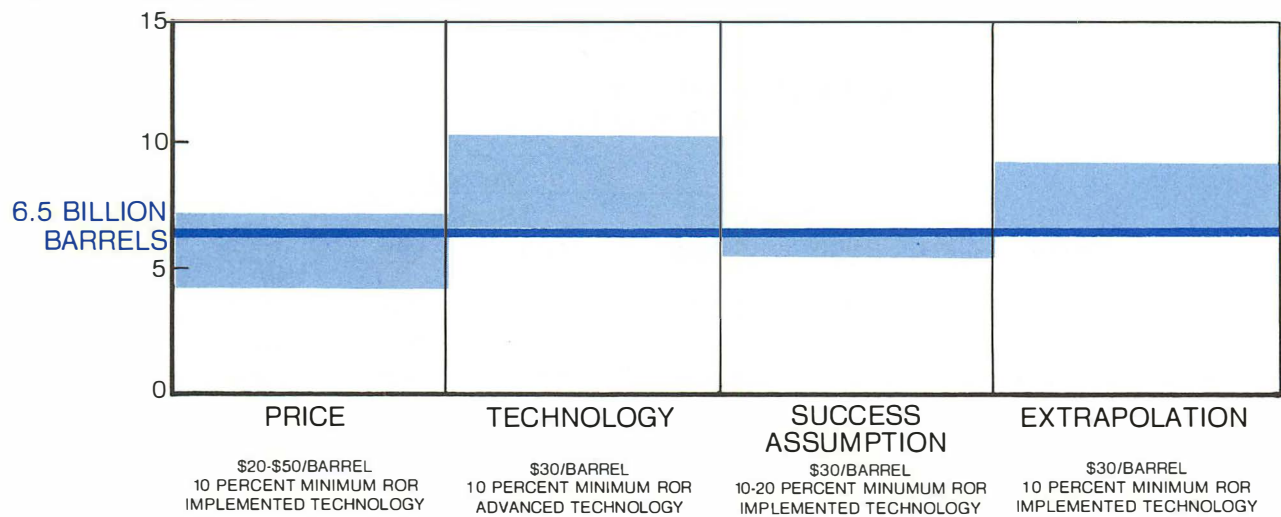 15
10
6.5 BILLION
BARRELS
5
0
PRICE
$20-$50/BARREL
10 PERCENT MINIMUM ROR
IMPLEMENTED TECHNOLOGY
TECHNOLOGY
$30/BARREL
10 PERCENT MINIMUM ROR
ADVANCED TECHNOLOGY
SUCCESS
ASSUMPTION
$30/BARREL
10-20 PERCENT MINUMUM ROR
IMPLEMENTED TECHNOLOGY
EXTRAPOLATION
$30/BARREL
10 PERCENT MINIMUM ROR
IMPLEMENTED TECHNOLOGY